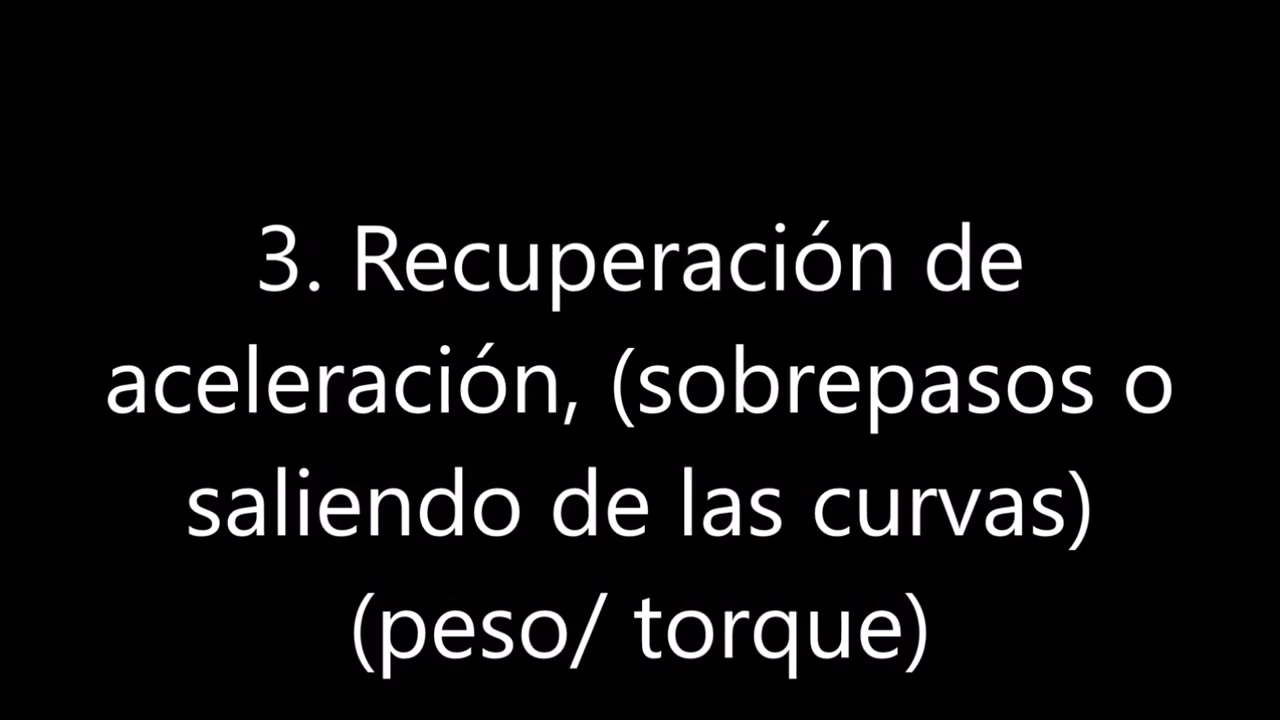 3. Recuperación de
aceleración, (sobrepasos o
saliendo de las curvas)
(peso/ torque)